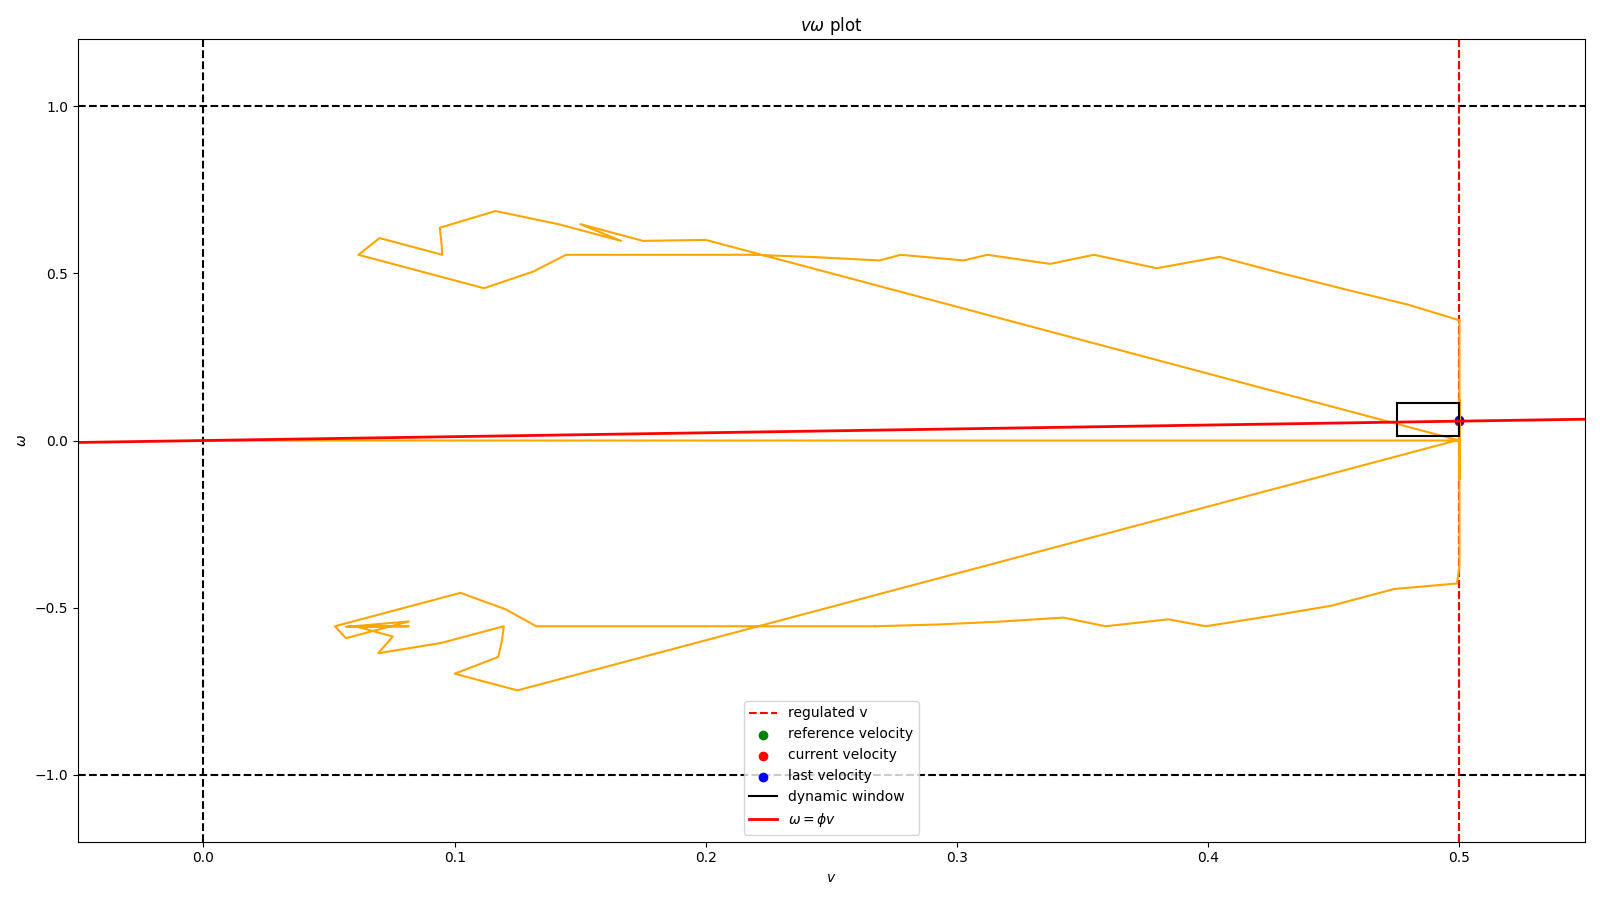 vω plot
1.0
0.5
0.0
−0.5
−1.0
ω
0.0 0.1 0.2 0.3 0.4 0.5
v
regulated v
reference velocity
current velocity
last velocity
dynamic window
ω = ϕv